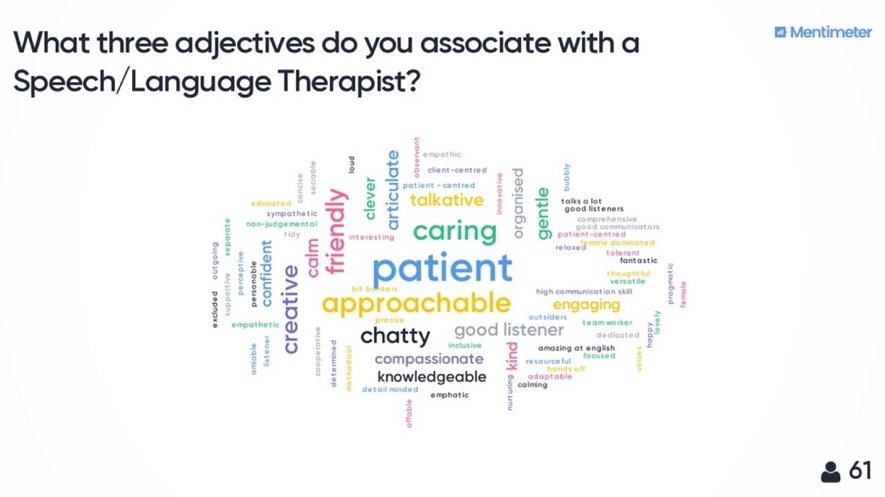 What three adjectives do you associate with a
Speech/Language Therapist?
Mentimeter
loud
observant
empathic
client-centred
patient - centred
articulate
talkative
innovative
organised
bubbly
gentle
talks a lot
good listeners
comprehensive
good communicators
patient-centred
female dominated
relaxed
tolerant
fantastic
thoughtful
versatile
pragmatic
female
concise
sociable
educated
sympathetic
non-judgemental
tidy
separate
clever
friendly
interesting
calm
caring
patient
outgoing
perceptive
personable
confident
supportive
excluded
creative
bit bonkers
approachable
precise
high communication skill
engaging
outsiders
team worker
dedicated
lovely
happy
empathetic
chatty
good listener
inclusive
amazing at english
focused
voices
amiable
listener
cooperative
determined
methodical
compassionate
kind
resourceful
hands off
adaptable
calming
nurturing
knowledgeable
detail minded
emphatic
affable
61